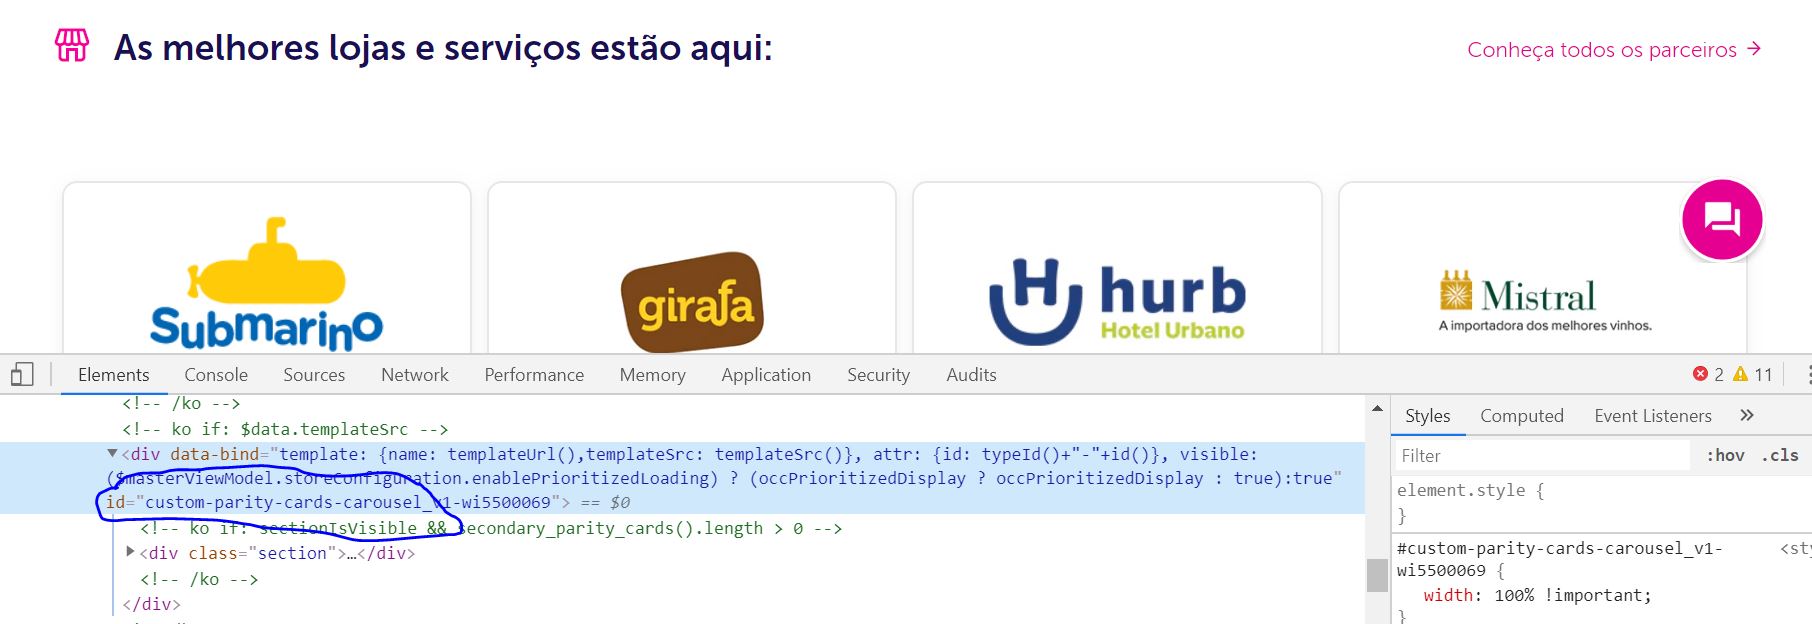 As melhores lojas e serviços estão aqui:
Conheça todos os parceiros →
Submarino
girafa
hurb
Hotel Urbano
Mistral
A importadora dos melhores vinhos.
Elements Console Sources Network Performance Memory Application Security Audits 2 11
<!-- /ko -->
<!-- ko if: $data.templateSrc -->
▼<div data-bind="template: {name: templateUrl(),templateSrc: templateSrc()}, attr: {id: typeId()+"-"+id()}, visible:
($masterViewModel.storeConfiguration.enablePrioritizedLoading) ? (occPrioritizedDisplay ? occPrioritizedDisplay : true):true"
id="custom-parity-cards-carousel_v1-wi5500069"> == $0
<!-- ko if: sectionIsVisible && secondary_parity_cards().length > 0 -->
▶<div class="section">…</div>
<!-- /ko -->
</div>
Styles Computed Event Listeners »
Filter :hov .cls
element.style {
}
#custom-parity-cards-carousel_v1- <sty
wi5500069 {
width: 100% !important;
}